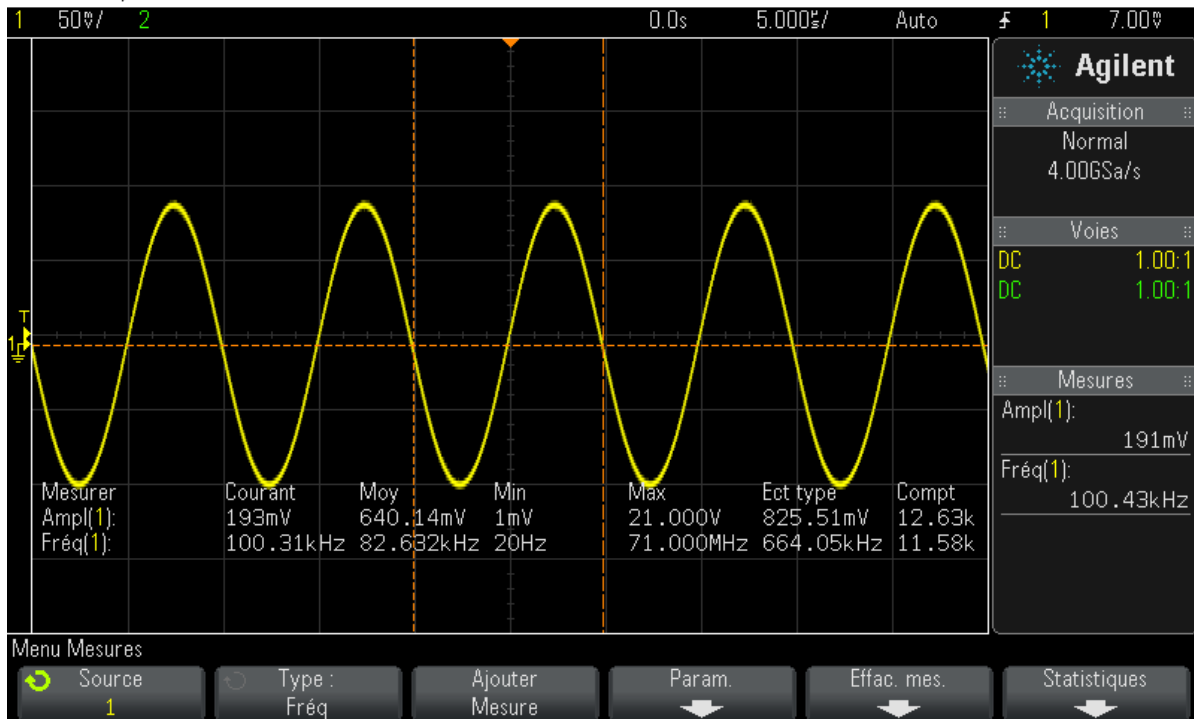 1 50mV/ 2 0.0s 5.000us/ Auto 1 7.00mV
Agilent
Acquisition
Normal
4.00GSa/s
Voies
DC 1.00:1
DC 1.00:1
T
1
Mesures
Ampl(1):
191mV
Fréq(1):
100.43kHz
Mesurer Courant Moy Min Max Ect type Compt
Ampl(1): 193mV 640.14mV 1mV 21.000V 825.51mV 12.63k
Fréq(1): 100.31kHz 82.632kHz 20Hz 71.000MHz 664.05kHz 11.58k
Menu Mesures
Source
1
Type :
Fréq
Ajouter
Mesure
Param.
Effac. mes.
Statistiques